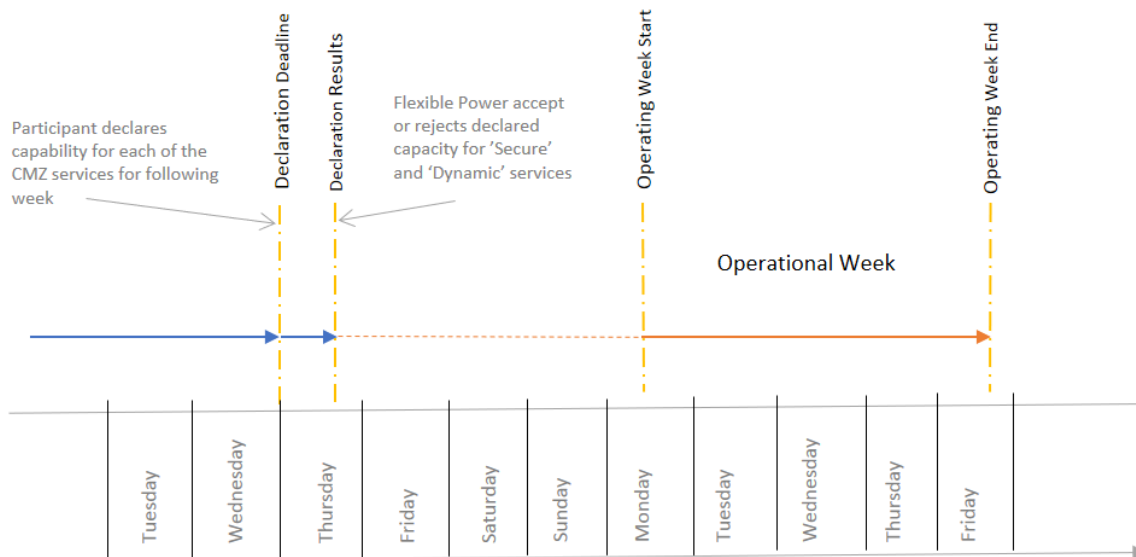 Participant declares
capability for each of the
CMZ services for following
week
Declaration Deadline
Declaration Results
Flexible Power accept
or rejects declared
capacity for ’Secure’
and ‘Dynamic’ services
Operating Week Start
Operating Week End
Operational Week
Tuesday
Wednesday
Thursday
Friday
Saturday
Sunday
Monday
Tuesday
Wednesday
Thursday
Friday